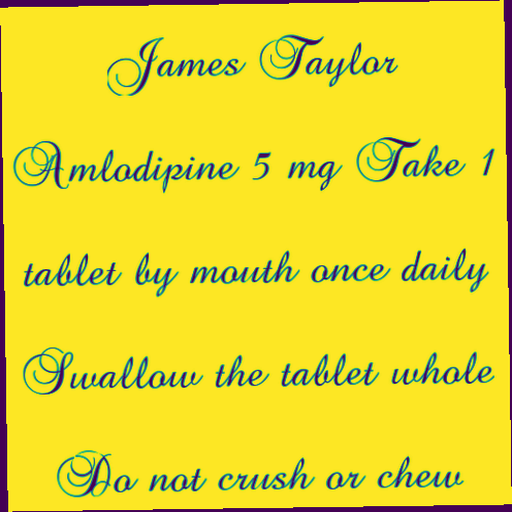 James Taylor
Amlodipine 5 mg Take 1
tablet by mouth once daily
Swallow the tablet whole
Do not crush or chew